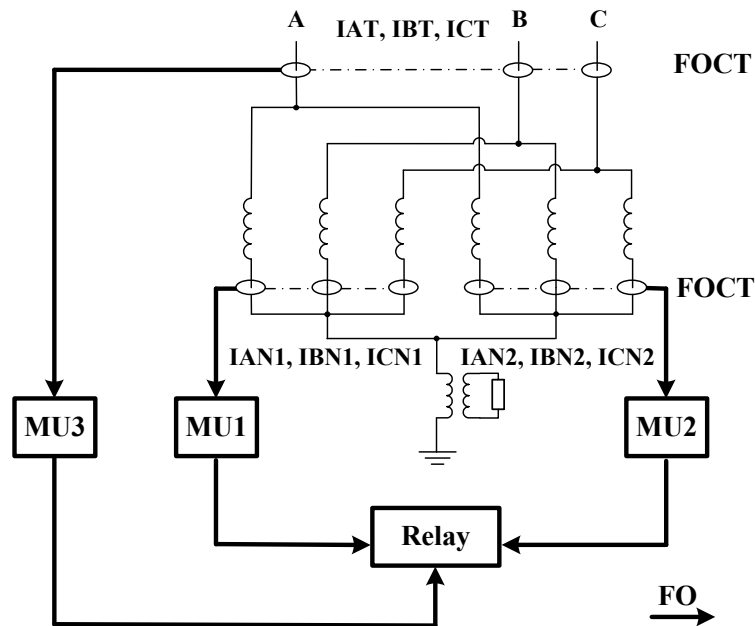 A
B
C
IAT, IBT, ICT
FOCT
FOCT
IAN1, IBN1, ICN1
IAN2, IBN2, ICN2
MU3
MU1
MU2
Relay
FO